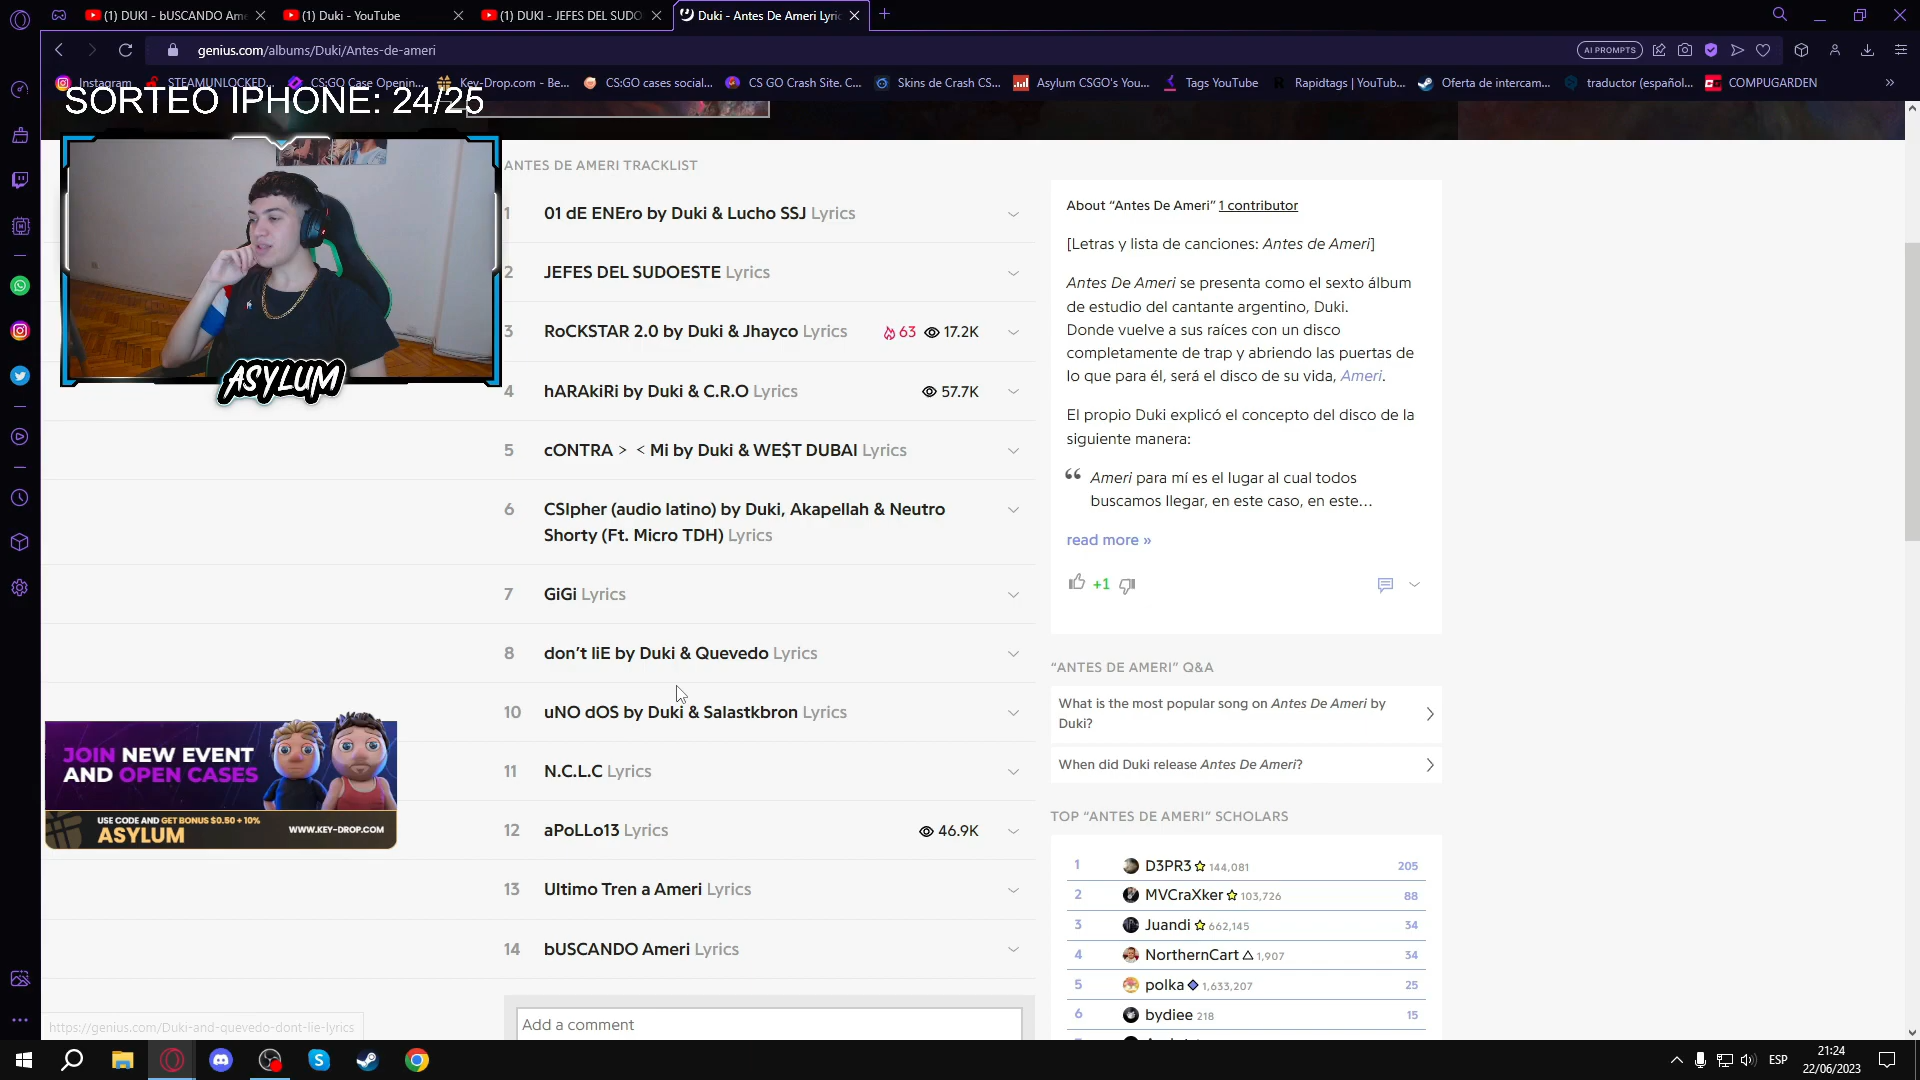 (1) DUKI - bUSCANDO Ame
(1) Duki - YouTube
(1) DUKI - JEFES DEL SUDO
Duki - Antes De Ameri Lyric
genius.com/albums/Duki/Antes-de-ameri
AI PROMPTS
Instagram
STEAMUNLOCKED...
CS:GO Case Openin...
Key-Drop.com - Be...
CS:GO cases social...
CS GO Crash Site. C...
Skins de Crash CS...
Asylum CSGO's You...
Tags YouTube
Rapidtags | YouTub...
Oferta de intercam...
traductor (español...
COMPUGARDEN
SORTEO IPHONE: 24/25
ASYLUM
ANTES DE AMERI TRACKLIST
1 01 dE ENEro by Duki & Lucho SSJ Lyrics
2 JEFES DEL SUDOESTE Lyrics
3 RoCKSTAR 2.0 by Duki & Jhayco Lyrics 63 17.2K
4 hARAkiRi by Duki & C.R.O Lyrics 57.7K
5 cONTRA > < Mi by Duki & WE$T DUBAI Lyrics
6 CSIpher (audio latino) by Duki, Akapellah & Neutro
Shorty (Ft. Micro TDH) Lyrics
7 GiGi Lyrics
8 don't liE by Duki & Quevedo Lyrics
10 uNO dOS by Duki & Salastkbron Lyrics
11 N.C.L.C Lyrics
12 aPoLLo13 Lyrics 46.9K
13 Ultimo Tren a Ameri Lyrics
14 bUSCANDO Ameri Lyrics
Add a comment
JOIN NEW EVENT
AND OPEN CASES
USE CODE AND GET BONUS $0.50 + 10%
ASYLUM
WWW.KEY-DROP.COM
https://genius.com/Duki-and-quevedo-dont-lie-lyrics
About “Antes De Ameri” 1 contributor
[Letras y lista de canciones: Antes de Ameri]
Antes De Ameri se presenta como el sexto álbum
de estudio del cantante argentino, Duki.
Donde vuelve a sus raíces con un disco
completamente de trap y abriendo las puertas de
lo que para él, será el disco de su vida, Ameri.
El propio Duki explicó el concepto del disco de la
siguiente manera:
“ Ameri para mí es el lugar al cual todos
buscamos llegar, en este caso, en este...
read more »
+1
“ANTES DE AMERI” Q&A
What is the most popular song on Antes De Ameri by
Duki?
When did Duki release Antes De Ameri?
TOP “ANTES DE AMERI” SCHOLARS
1 D3PR3 144,081 205
2 MVCraXker 103,726 88
3 Juandi 662,145 34
4 NorthernCart 1,907 34
5 polka 1,633,207 25
6 bydiee 218 15
ESP
21:24
22/06/2023